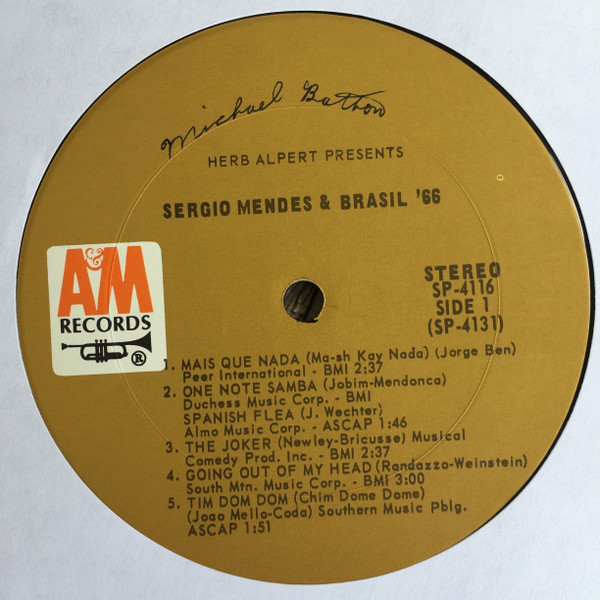 Michael Bathow
HERB ALPERT PRESENTS
SERGIO MENDES & BRASIL '66
A&M
RECORDS
®
STEREO
SP-4116
SIDE 1
(SP-4131)
1. MAIS QUE NADA (Ma-sh Kay Nada) (Jorge Ben)
Peer International - BMI 2:37
2. ONE NOTE SAMBA (Jobim-Mendonca)
Duchess Music Corp. - BMI
SPANISH FLEA (J. Wechter)
Almo Music Corp. - ASCAP 1:46
3. THE JOKER (Newley-Bricusse) Musical
Comedy Prod. Inc. - BMI 2:37
4. GOING OUT OF MY HEAD (Randazzo-Weinstein)
South Mtn. Music Corp. - BMI 3:00
5. TIM DOM DOM (Chim Dome Dome)
(Joao Mello-Coda) Southern Music Pblg.
ASCAP 1:51